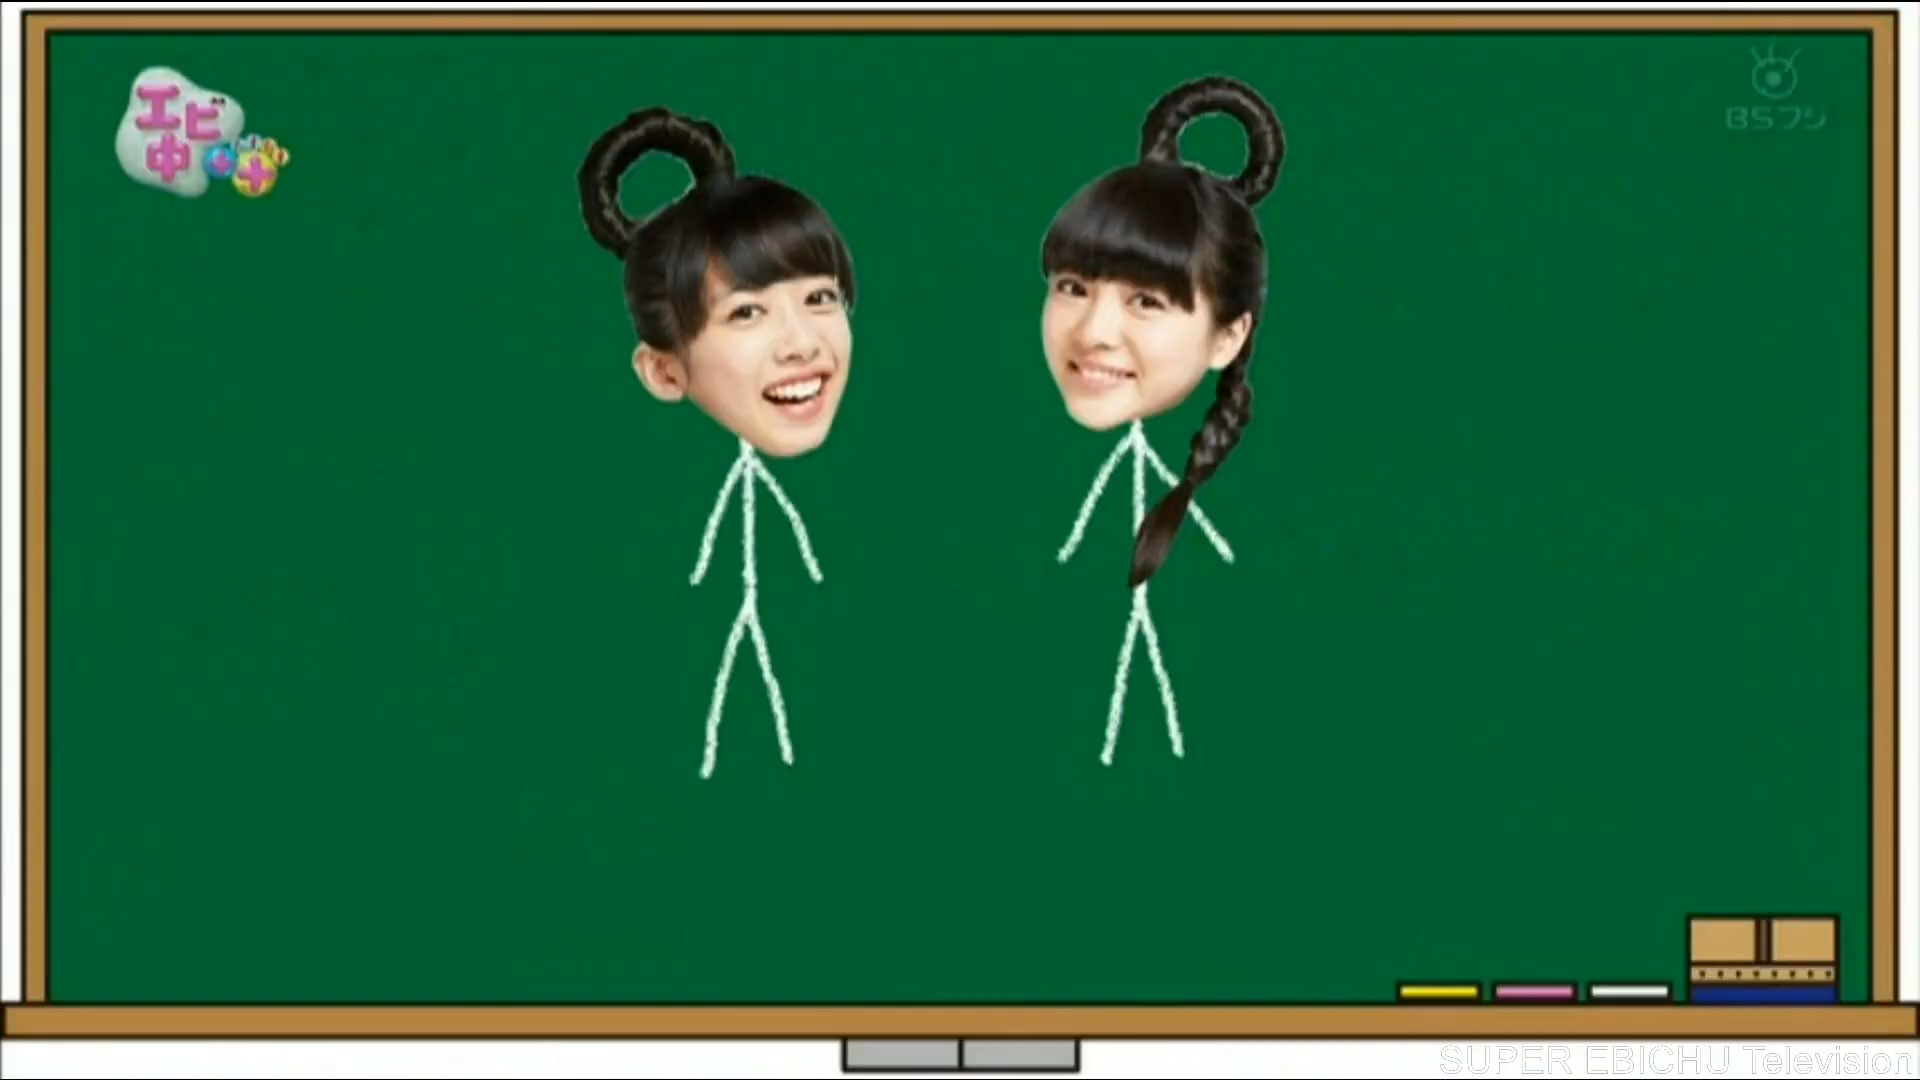 エビ
中
++
BSフジ
SUPER EBICHU Television